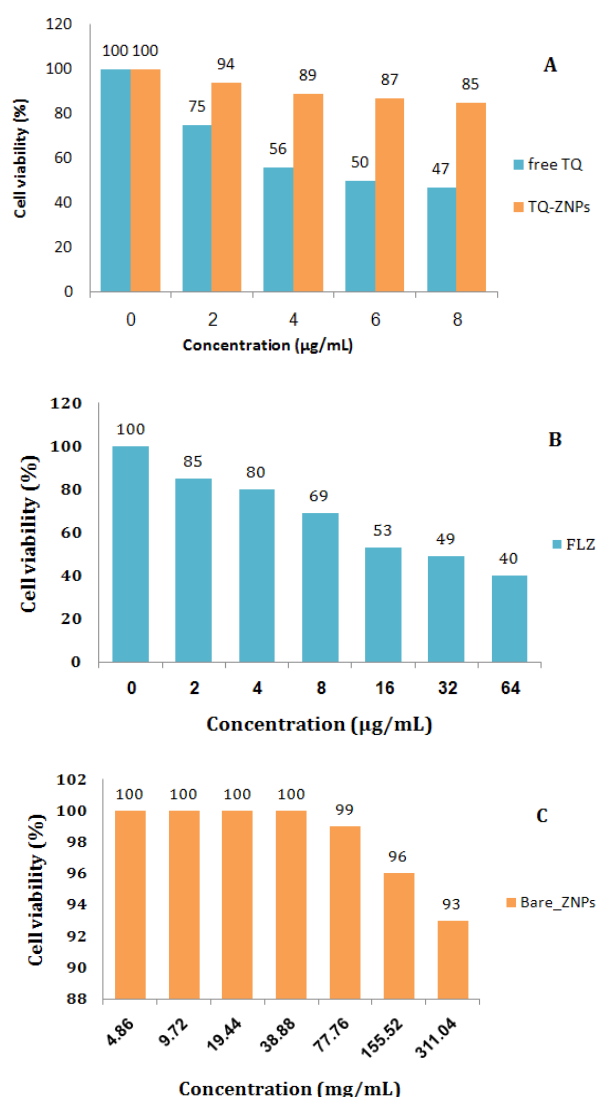 120
100 100
100
94
A
89
87
85
80
75
Cell viability (%)
free TQ
60
56
50
47
TQ-ZNPs
40
20
0
0 2 4 6 8
Concentration (µg/mL)
120
100
B
100
85
80
80
69
Cell viability (%)
60
53
49
FLZ
40
40
20
0
0 2 4 8 16 32 64
Concentration (µg/mL)
102
100 100 100 100
C
100
99
98
Cell viability (%)
96
96
Bare_ZNPs
94
93
92
90
88
4.86 9.72 19.44 38.88 77.76 155.52 311.04
Concentration (mg/mL)